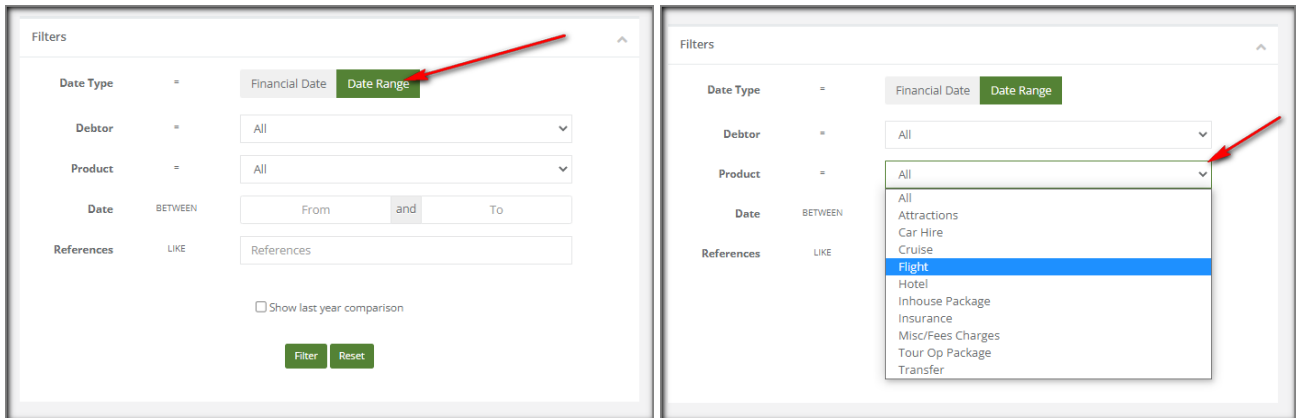 Filters
Date Type = Financial Date Date Range
Debtor = All
Product = All
Date BETWEEN From and To
References LIKE References
Show last year comparison
Filter Reset
Filters
Date Type = Financial Date Date Range
Debtor = All
Product = All
All
Attractions
Date BETWEEN
Car Hire
Cruise
References LIKE
Flight
Hotel
Inhouse Package
Insurance
Misc/Fees Charges
Tour Op Package
Transfer